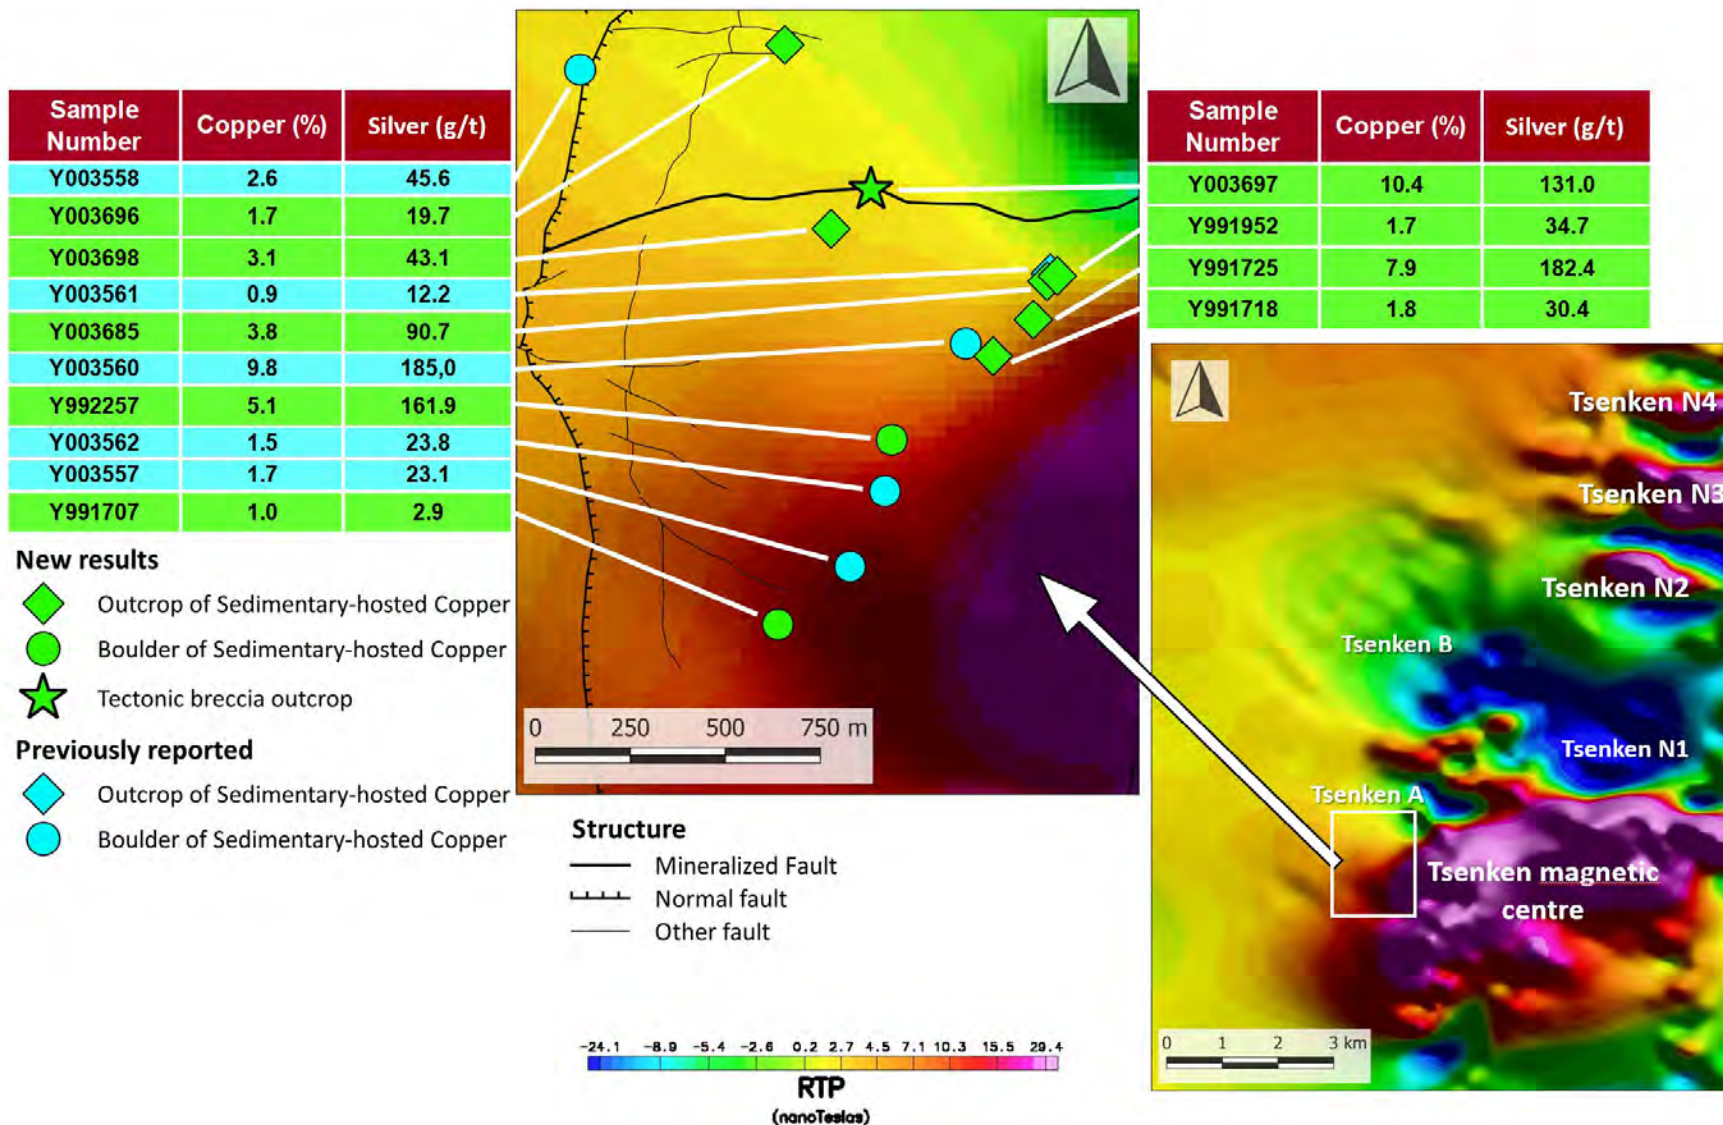 Sample Number Copper (%) Silver (g/t)
Y003558 2.6 45.6
Y003696 1.7 19.7
Y003698 3.1 43.1
Y003561 0.9 12.2
Y003685 3.8 90.7
Y003560 9.8 185,0
Y992257 5.1 161.9
Y003562 1.5 23.8
Y003557 1.7 23.1
Y991707 1.0 2.9
New results
Outcrop of Sedimentary-hosted Copper
Boulder of Sedimentary-hosted Copper
Tectonic breccia outcrop
Previously reported
Outcrop of Sedimentary-hosted Copper
Boulder of Sedimentary-hosted Copper
0 250 500 750 m
Structure
Mineralized Fault
Normal fault
Other fault
-24.1 -8.9 -5.4 -2.6 0.2 2.7 4.5 7.1 10.3 15.5 29.4
RTP
(nanoTeslas)
Sample Number Copper (%) Silver (g/t)
Y003697 10.4 131.0
Y991952 1.7 34.7
Y991725 7.9 182.4
Y991718 1.8 30.4
Tsenken N4
Tsenken N3
Tsenken N2
Tsenken B
Tsenken N1
Tsenken A
Tsenken magnetic
centre
0 1 2 3 km